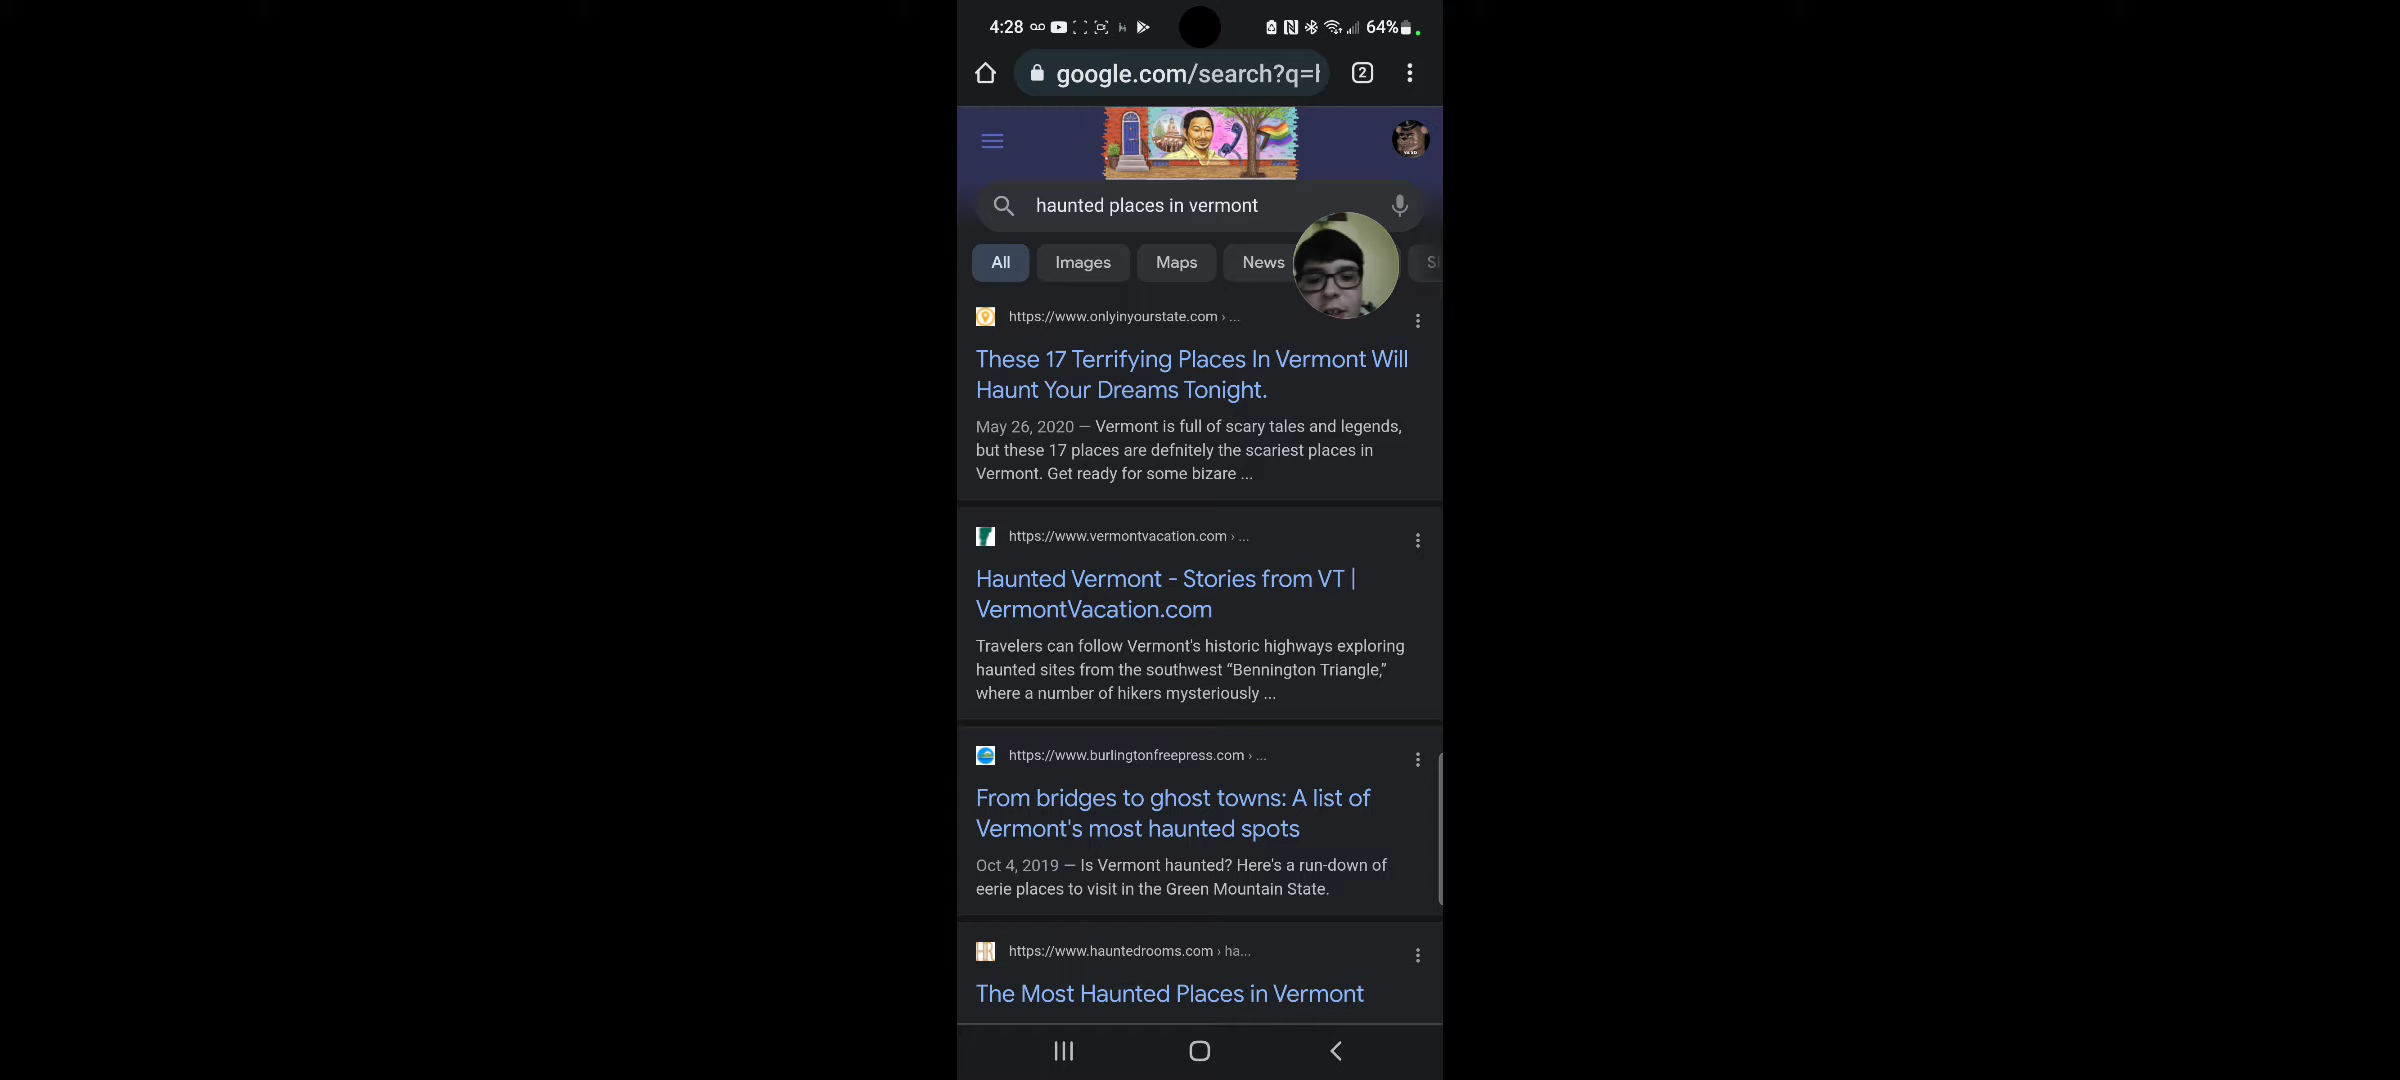 4:28
64%
google.com/search?q=h
2
haunted places in vermont
All Images Maps News
https://www.onlyinyourstate.com › ...
These 17 Terrifying Places In Vermont Will
Haunt Your Dreams Tonight.
May 26, 2020 — Vermont is full of scary tales and legends,
but these 17 places are defnitely the scariest places in
Vermont. Get ready for some bizare ...
https://www.vermontvacation.com › ...
Haunted Vermont - Stories from VT |
VermontVacation.com
Travelers can follow Vermont's historic highways exploring
haunted sites from the southwest “Bennington Triangle,”
where a number of hikers mysteriously ...
https://www.burlingtonfreepress.com › ...
From bridges to ghost towns: A list of
Vermont's most haunted spots
Oct 4, 2019 — Is Vermont haunted? Here's a run-down of
eerie places to visit in the Green Mountain State.
HR
https://www.hauntedrooms.com › ha...
The Most Haunted Places in Vermont